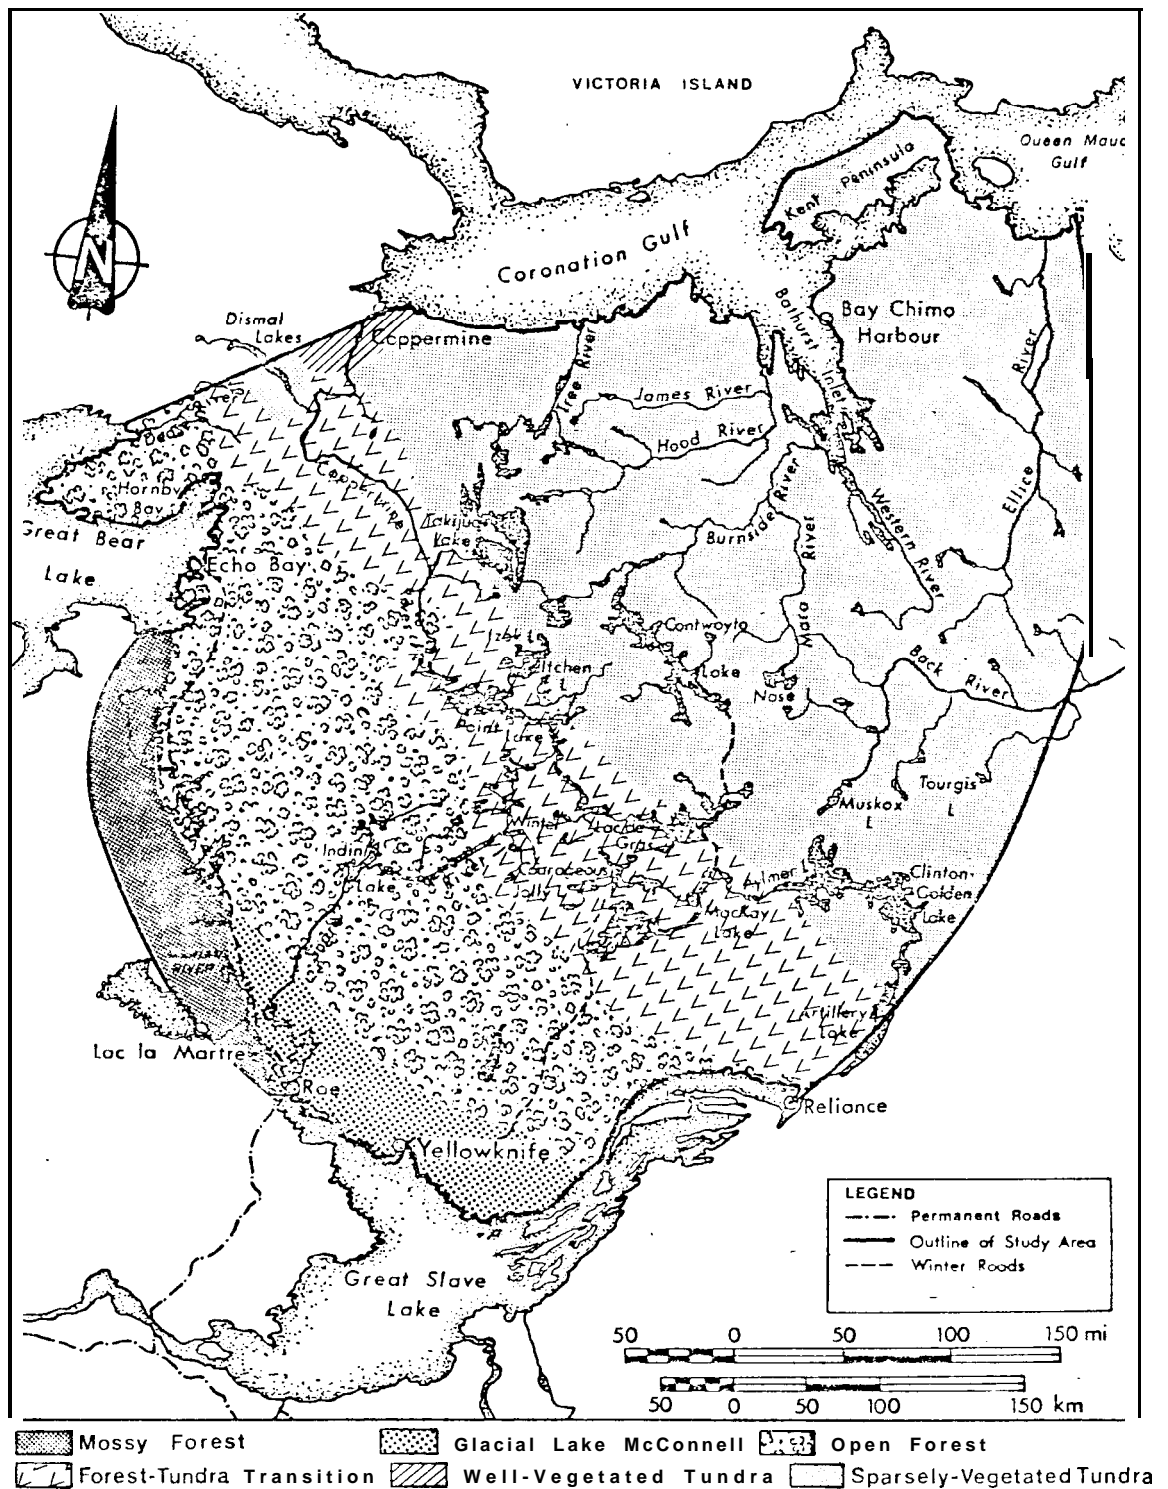 VICTORIA ISLAND
Queen Maud
Gulf
Kent Peninsula
N
Coronation Gulf
Bathurst Inlet
Bay Chimo
Harbour
Dismal
Lakes
Coppermine
Tree River
James River
Hood River
River
Ellice
Hornby
Bay
Great Bear
Lake
Coppermine
Takijuq
Lake
Burnside River
Western River
Echo Bay
Mara River
Contwoyto
Lake
Itchen
L
Back River
Nose
Point
Lake
Tourgis
L
Muskox
L
Winter
Lac de
Gras
Indin
Lake
Aylmer
Clinton-
Colden
Lake
MacKay
Lake
RIVER
Artillery
Lake
Lac la Martre
Rae
Reliance
Yellowknife
Great Slave
Lake
LEGEND
Permanent Roads
Outline of Study Area
Winter Roads
50 0 50 100 150 mi
50 0 50 100 150 km
Mossy Forest Glacial Lake McConnell Open Forest
Forest-Tundra Transition Well-Vegetated Tundra Sparsely-Vegetated Tundra